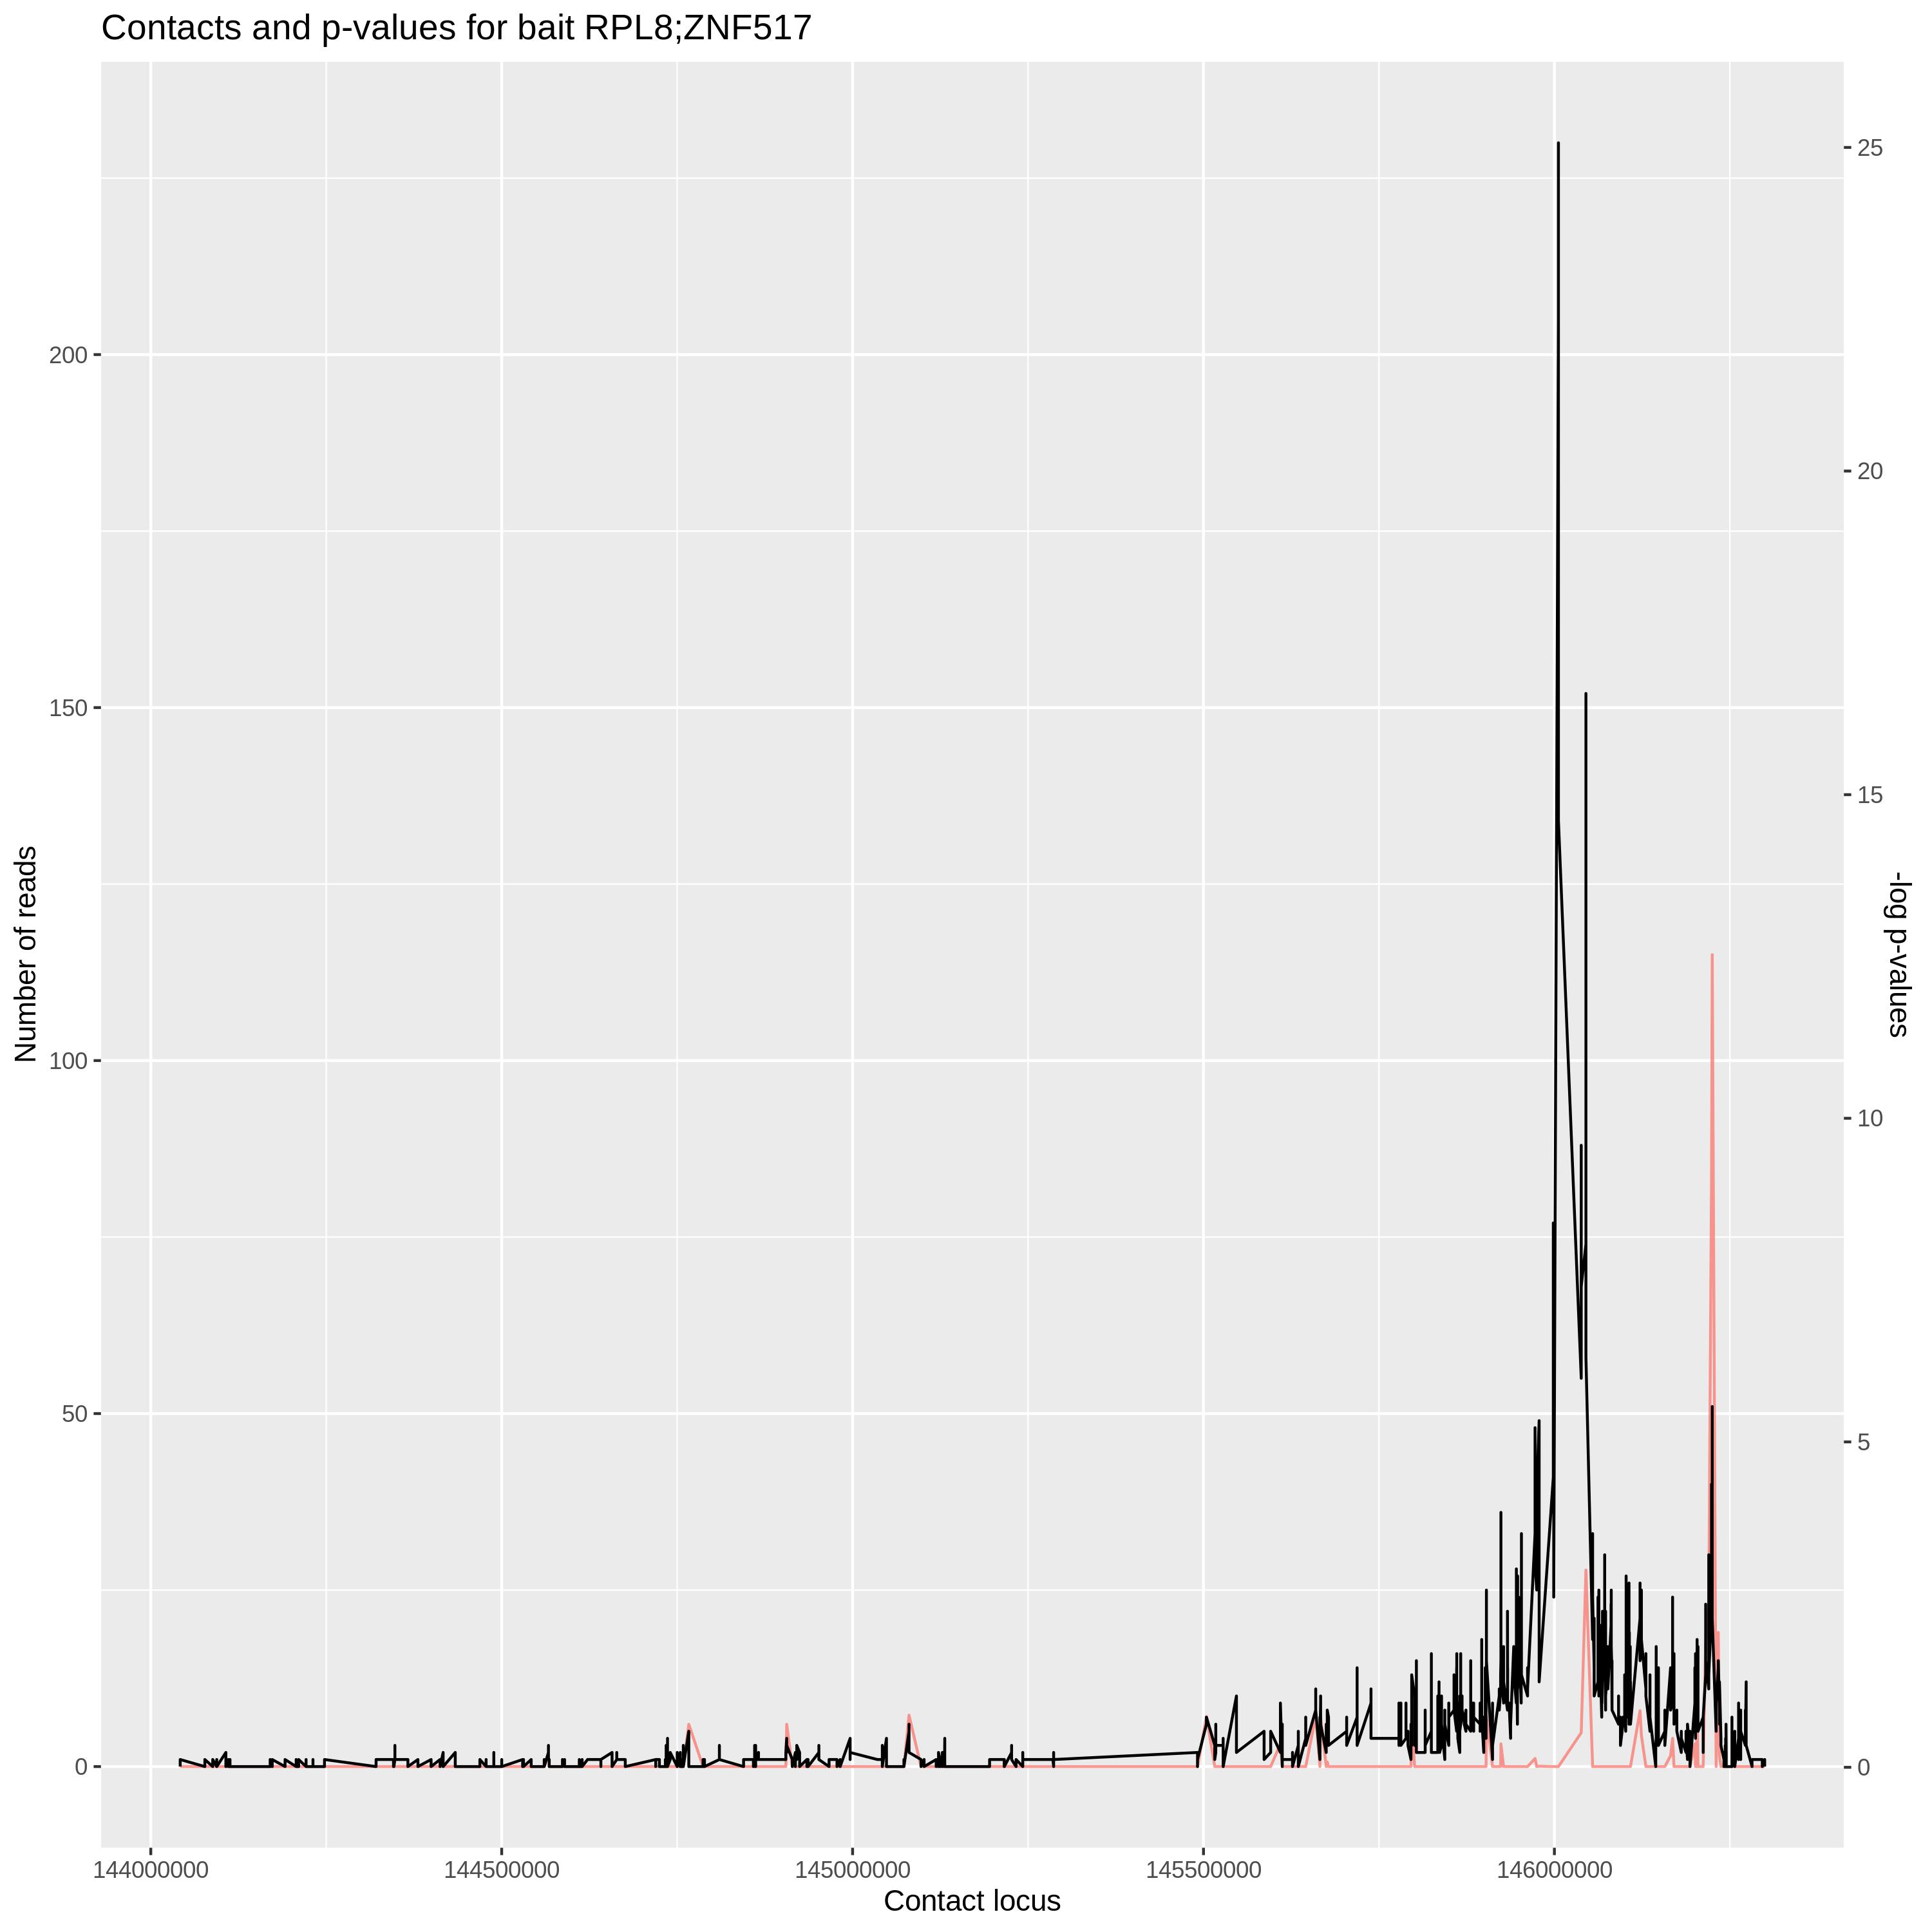 Contacts and p-values for bait RPL8;ZNF517
Number of reads
200
150
100
50
0
25
20
15
10
5
0
-log p-values
144000000 144500000 145000000 145500000 146000000
Contact locus